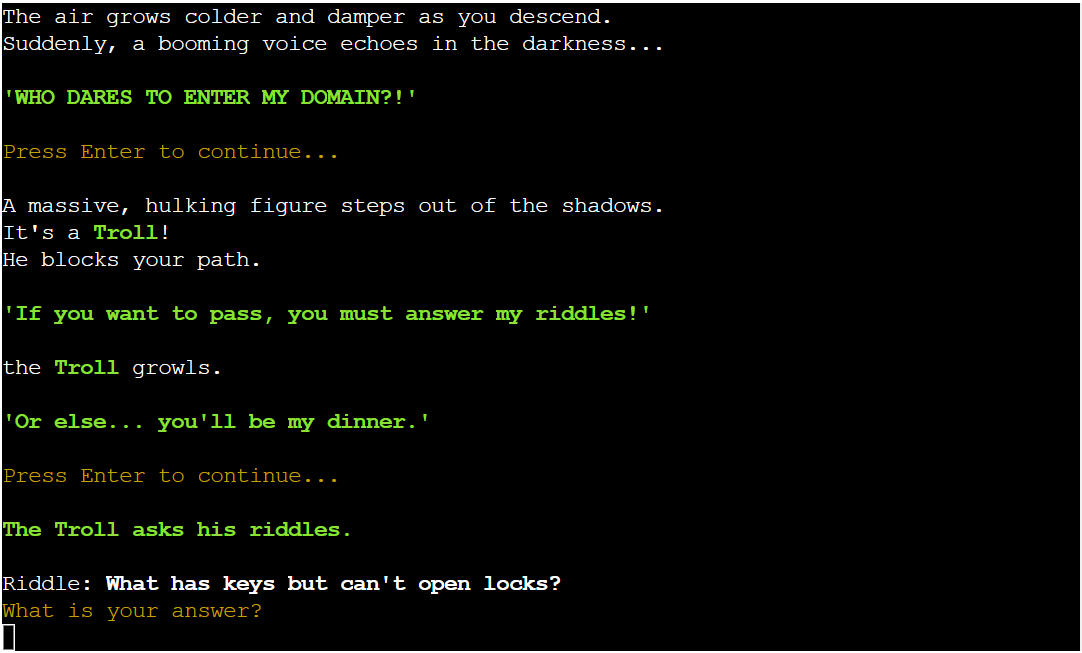 The air grows colder and damper as you descend.
Suddenly, a booming voice echoes in the darkness...
'WHO DARES TO ENTER MY DOMAIN?!'
Press Enter to continue...
A massive, hulking figure steps out of the shadows.
It's a Troll!
He blocks your path.
'If you want to pass, you must answer my riddles!'
the Troll growls.
'Or else... you'll be my dinner.'
Press Enter to continue...
The Troll asks his riddles.
Riddle: What has keys but can't open locks?
What is your answer?